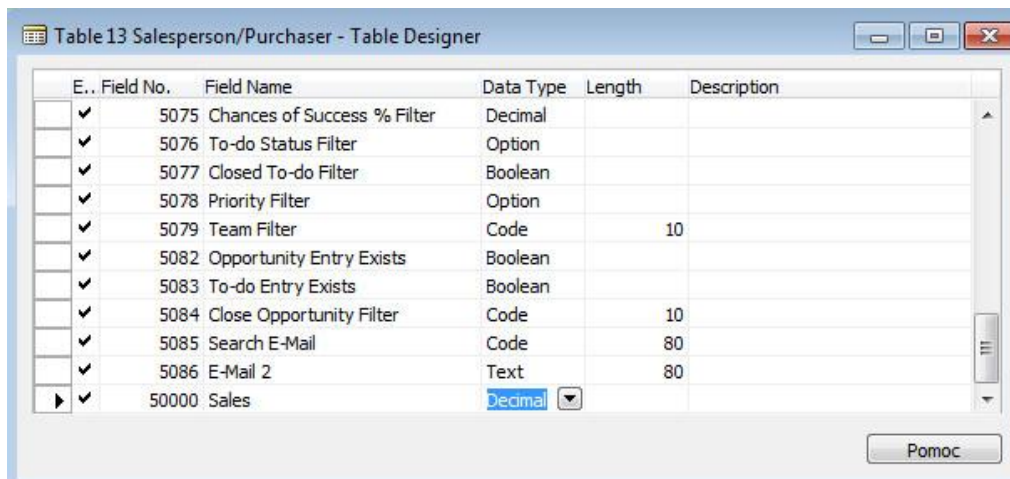 Table 13 Salesperson/Purchaser - Table Designer
E.. Field No. Field Name Data Type Length Description
5075 Chances of Success % Filter Decimal
5076 To-do Status Filter Option
5077 Closed To-do Filter Boolean
5078 Priority Filter Option
5079 Team Filter Code 10
5082 Opportunity Entry Exists Boolean
5083 To-do Entry Exists Boolean
5084 Close Opportunity Filter Code 10
5085 Search E-Mail Code 80
5086 E-Mail 2 Text 80
50000 Sales Decimal
Pomoc